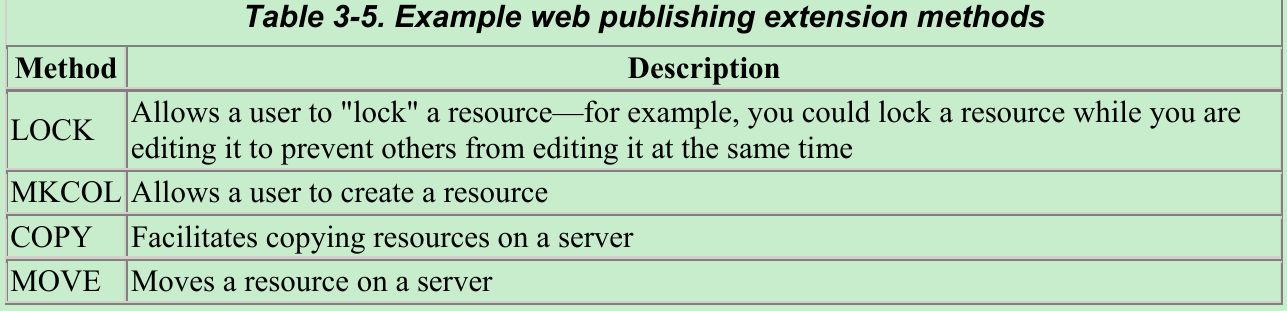 Table 3-5. Example web publishing extension methods
Method Description
LOCK Allows a user to "lock" a resource—for example, you could lock a resource while you are
editing it to prevent others from editing it at the same time
MKCOL Allows a user to create a resource
COPY Facilitates copying resources on a server
MOVE Moves a resource on a server